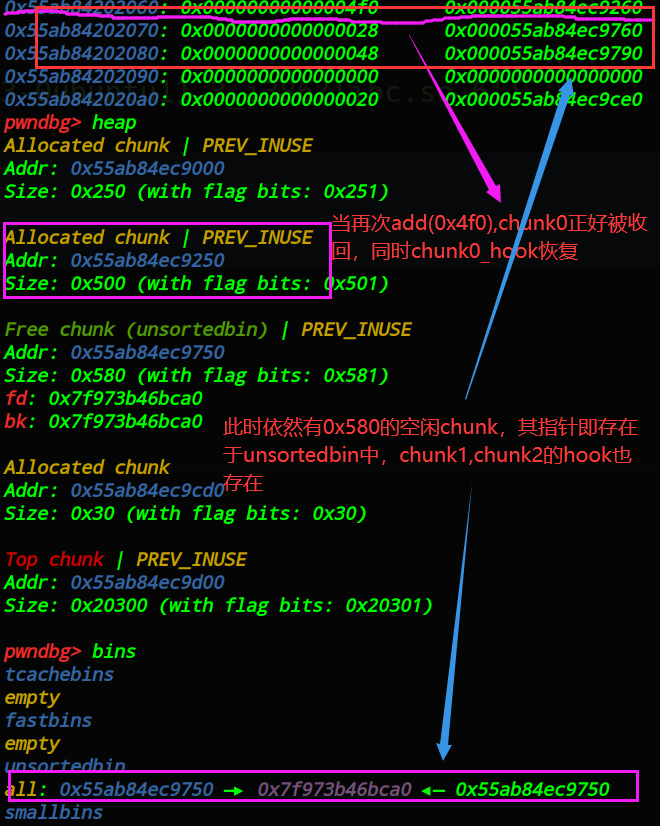 0x55ab84202060: 0x00000000000004f0 0x000055ab84ec9260
0x55ab84202070: 0x0000000000000028 0x000055ab84ec9760
0x55ab84202080: 0x0000000000000048 0x000055ab84ec9790
0x55ab84202090: 0x0000000000000000 0x0000000000000000
0x55ab842020a0: 0x0000000000000020 0x000055ab84ec9ce0
pwndbg> heap
Allocated chunk | PREV_INUSE
Addr: 0x55ab84ec9000
Size: 0x250 (with flag bits: 0x251)
Allocated chunk | PREV_INUSE
Addr: 0x55ab84ec9250
Size: 0x500 (with flag bits: 0x501)
当再次add(0x4f0),chunk0正好被收
回，同时chunk0_hook恢复
Free chunk (unsortedbin) | PREV_INUSE
Addr: 0x55ab84ec9750
Size: 0x580 (with flag bits: 0x581)
fd: 0x7f973b46bca0
bk: 0x7f973b46bca0
此时依然有0x580的空闲chunk，其指针即存在
于unsortedbin中，chunk1,chunk2的hook也
存在
Allocated chunk
Addr: 0x55ab84ec9cd0
Size: 0x30 (with flag bits: 0x30)
Top chunk | PREV_INUSE
Addr: 0x55ab84ec9d00
Size: 0x20300 (with flag bits: 0x20301)
pwndbg> bins
tcachebins
empty
fastbins
empty
unsortedbin
all: 0x55ab84ec9750 —▸ 0x7f973b46bca0 ◂— 0x55ab84ec9750
smallbins